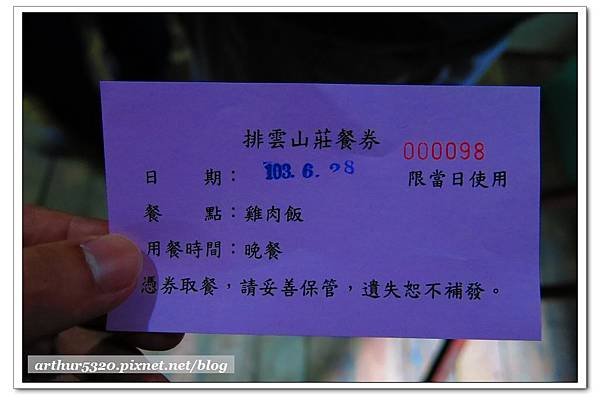 排雲山莊餐券
000098
日　　期：103.6.28 限當日使用
餐　　點：雞肉飯
用餐時間：晚餐
憑券取餐，請妥善保管，遺失恕不補發。
arthur5320.pixnet.net/blog